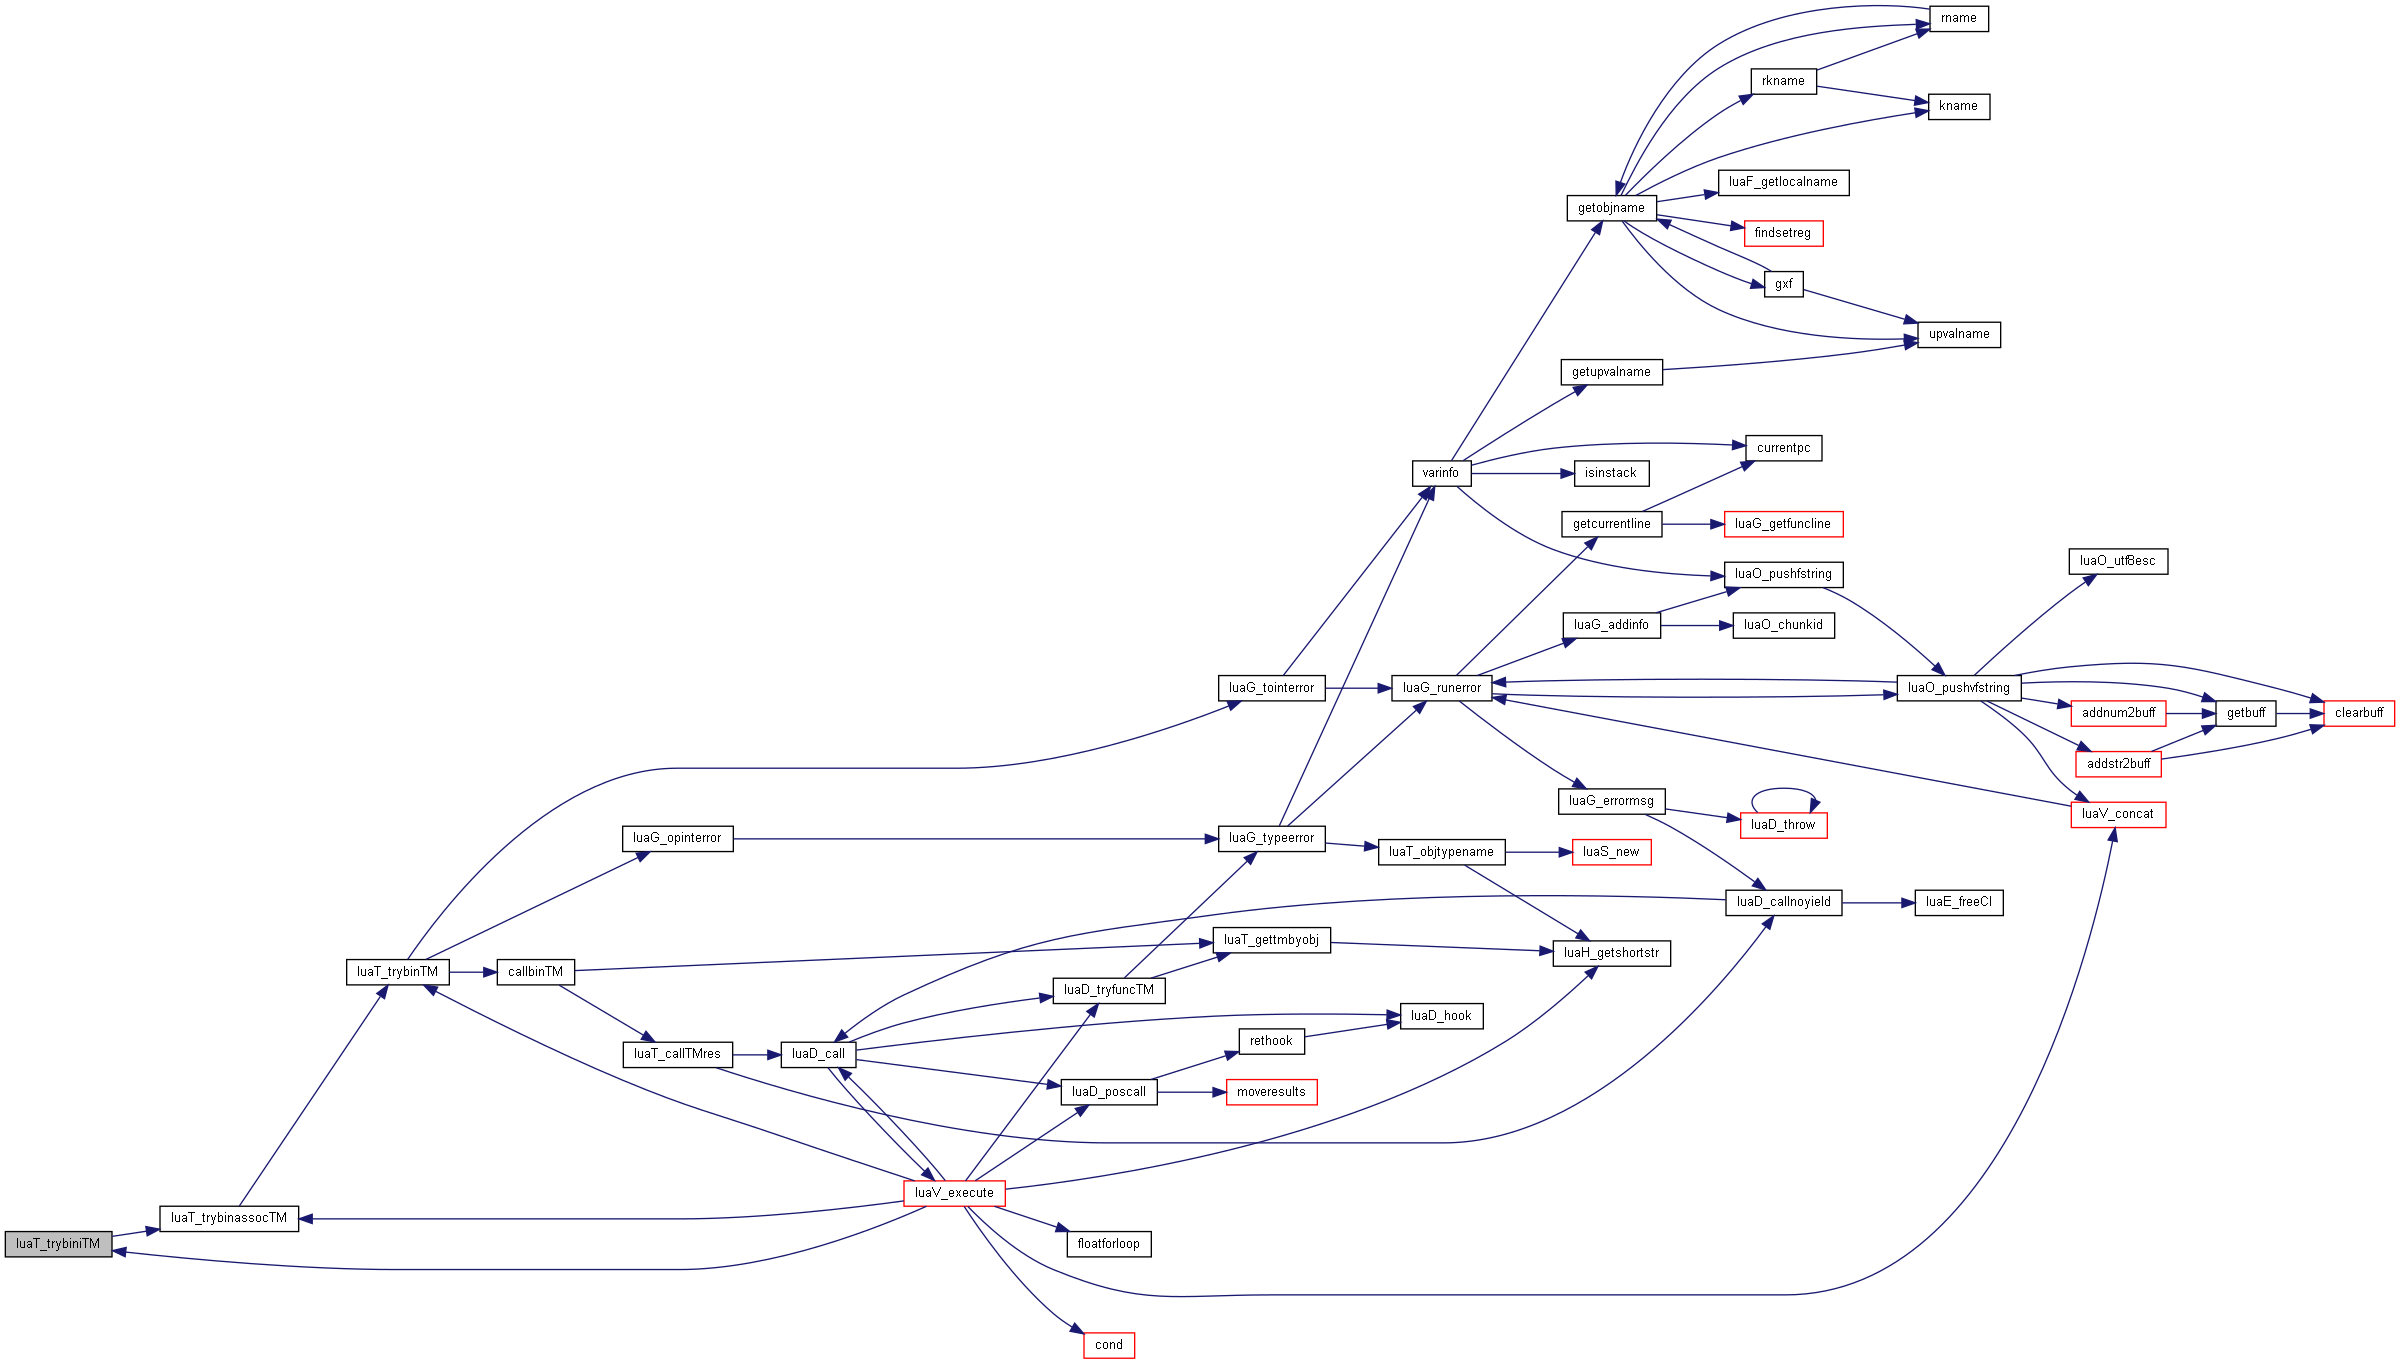 rname
rkname
kname
luaF_getlocalname
getobjname
findsetreg
gxf
upvalname
getupvalname
currentpc
varinfo
isinstack
getcurrentline
luaG_getfuncline
luaO_utf8esc
luaO_pushfstring
luaG_addinfo
luaO_chunkid
luaG_tointerror
luaG_runerror
luaO_pushvfstring
addnum2buff
getbuff
clearbuff
addstr2buff
luaG_errormsg
luaV_concat
luaD_throw
luaG_opinterror
luaG_typeerror
luaT_objtypename
luaS_new
luaD_callnoyield
luaE_freeCI
luaT_gettmbyobj
luaH_getshortstr
luaT_trybinTM
callbinTM
luaD_tryfuncTM
luaD_hook
rethook
luaT_callTMres
luaD_call
luaD_poscall
moveresults
luaV_execute
luaT_trybinassocTM
luaT_trybiniTM
floatforloop
cond